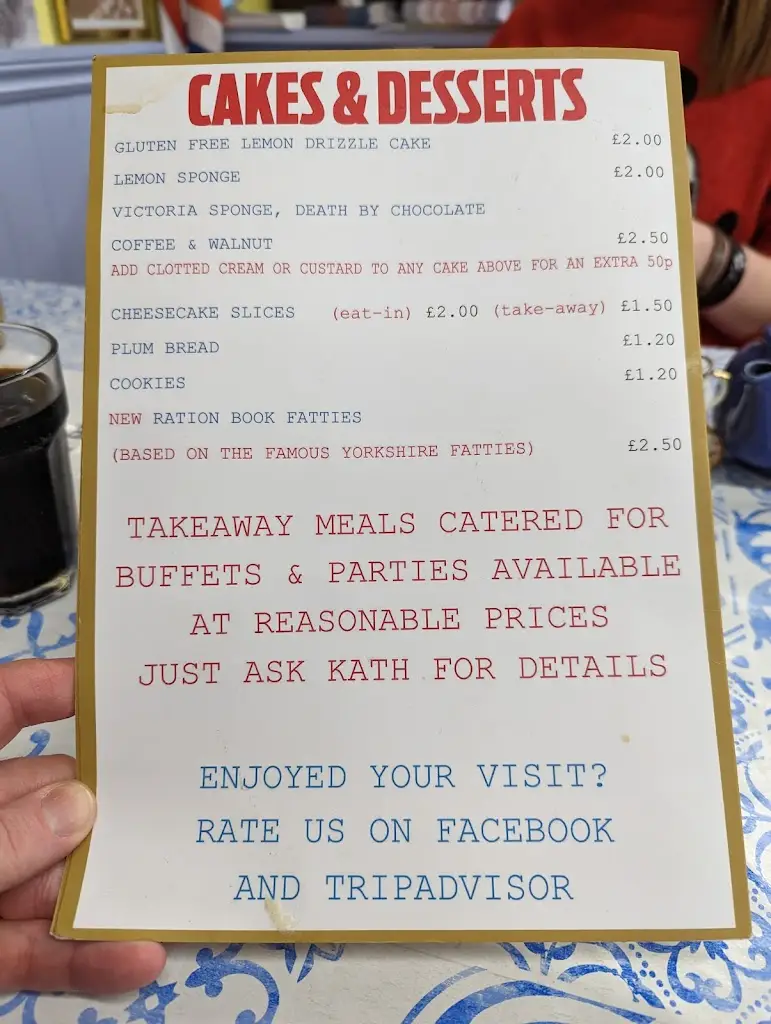 CAKES & DESSERTS
GLUTEN FREE LEMON DRIZZLE CAKE £2.00
LEMON SPONGE £2.00
VICTORIA SPONGE, DEATH BY CHOCOLATE
COFFEE & WALNUT £2.50
ADD CLOTTED CREAM OR CUSTARD TO ANY CAKE ABOVE FOR AN EXTRA 50p
CHEESECAKE SLICES (eat-in) £2.00 (take-away) £1.50
PLUM BREAD £1.20
COOKIES £1.20
NEW RATION BOOK FATTIES
(BASED ON THE FAMOUS YORKSHIRE FATTIES) £2.50
TAKEAWAY MEALS CATERED FOR
BUFFETS & PARTIES AVAILABLE
AT REASONABLE PRICES
JUST ASK KATH FOR DETAILS
ENJOYED YOUR VISIT?
RATE US ON FACEBOOK
AND TRIPADVISOR